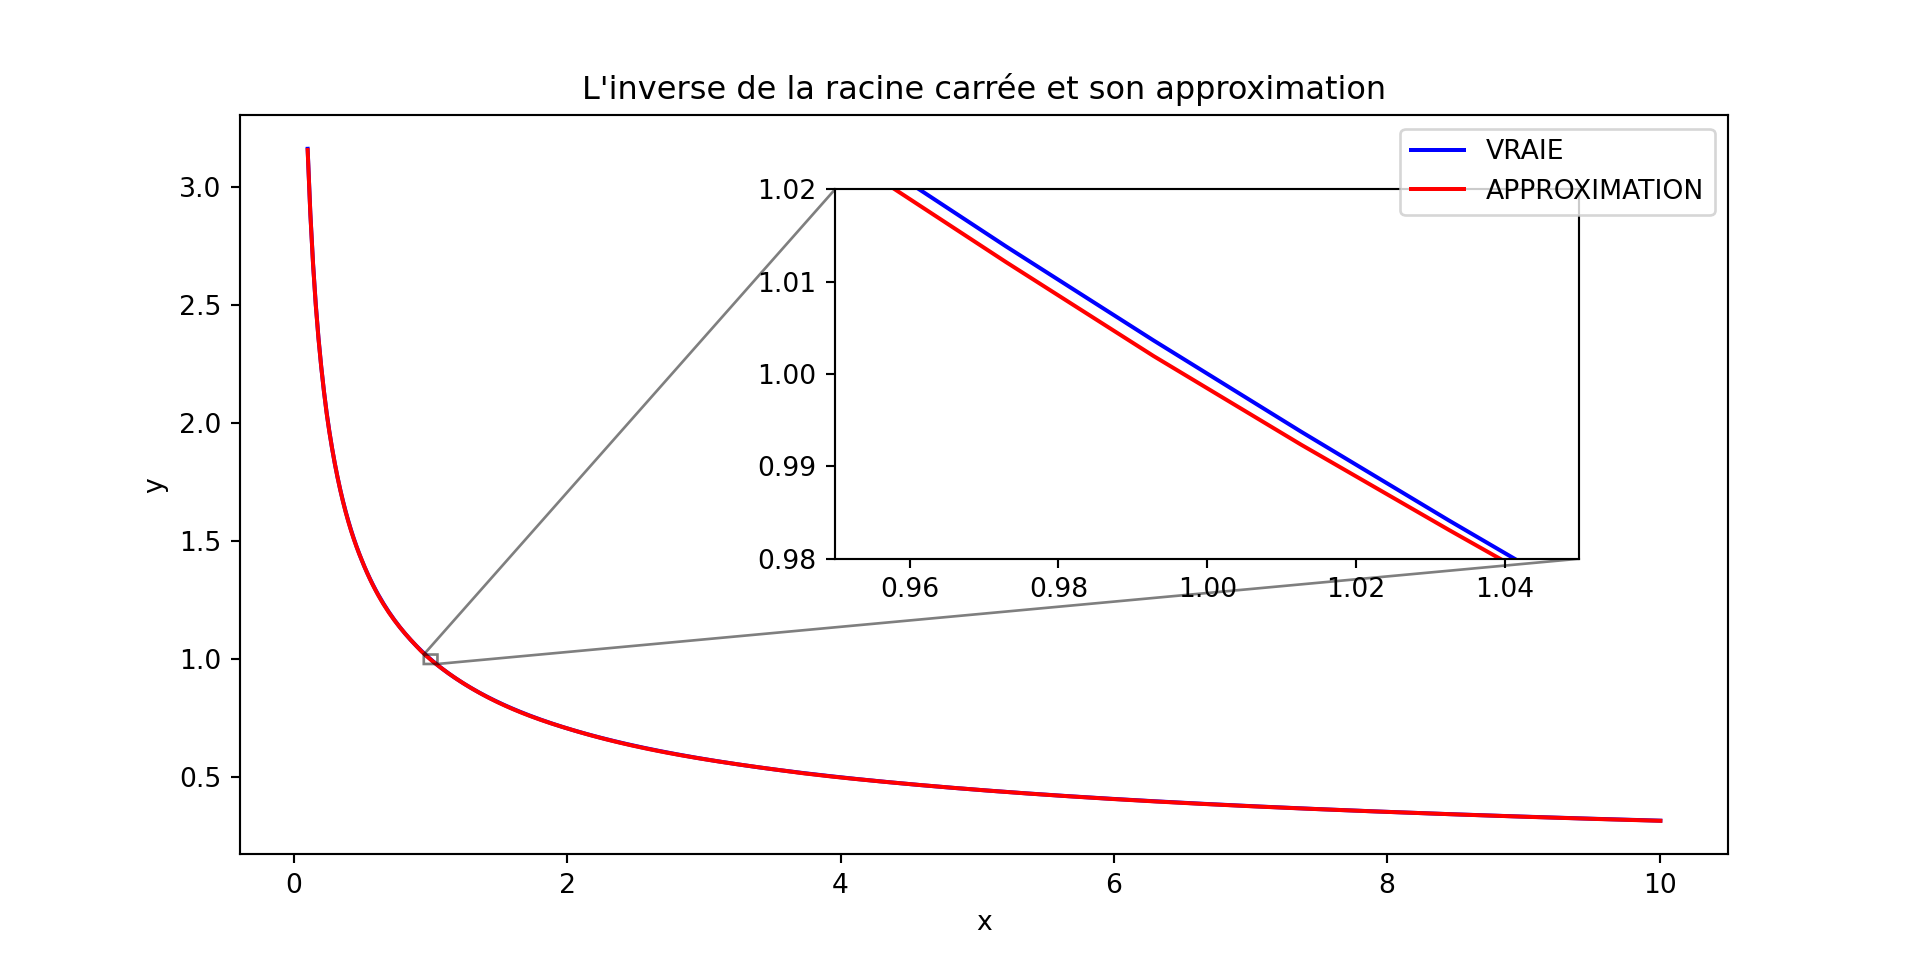 L'inverse de la racine carrée et son approximation
VRAIE
APPROXIMATION
3.0
2.5
2.0
1.5
1.0
0.5
y
1.02
1.01
1.00
0.99
0.98
0.96 0.98 1.00 1.02 1.04
0 2 4 6 8 10
x